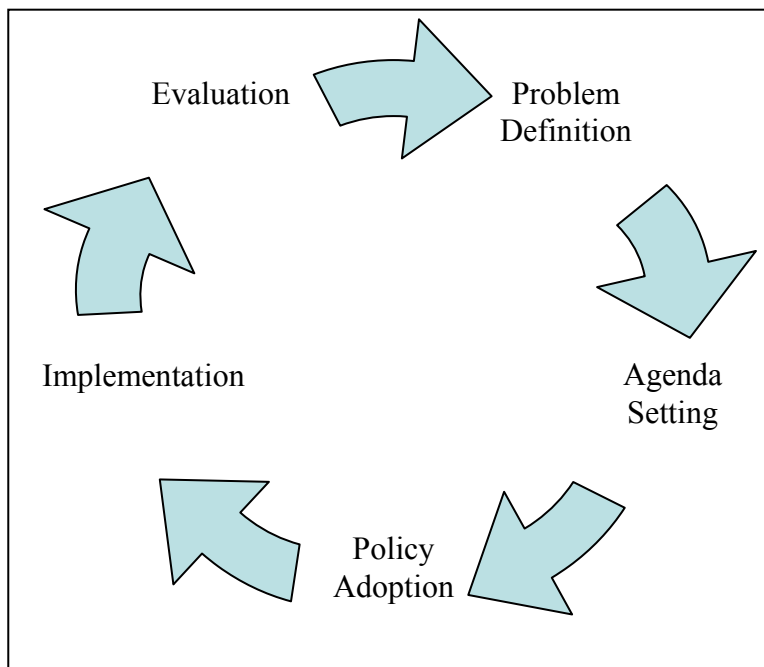 Evaluation
Problem
Definition
Agenda
Setting
Policy
Adoption
Implementation